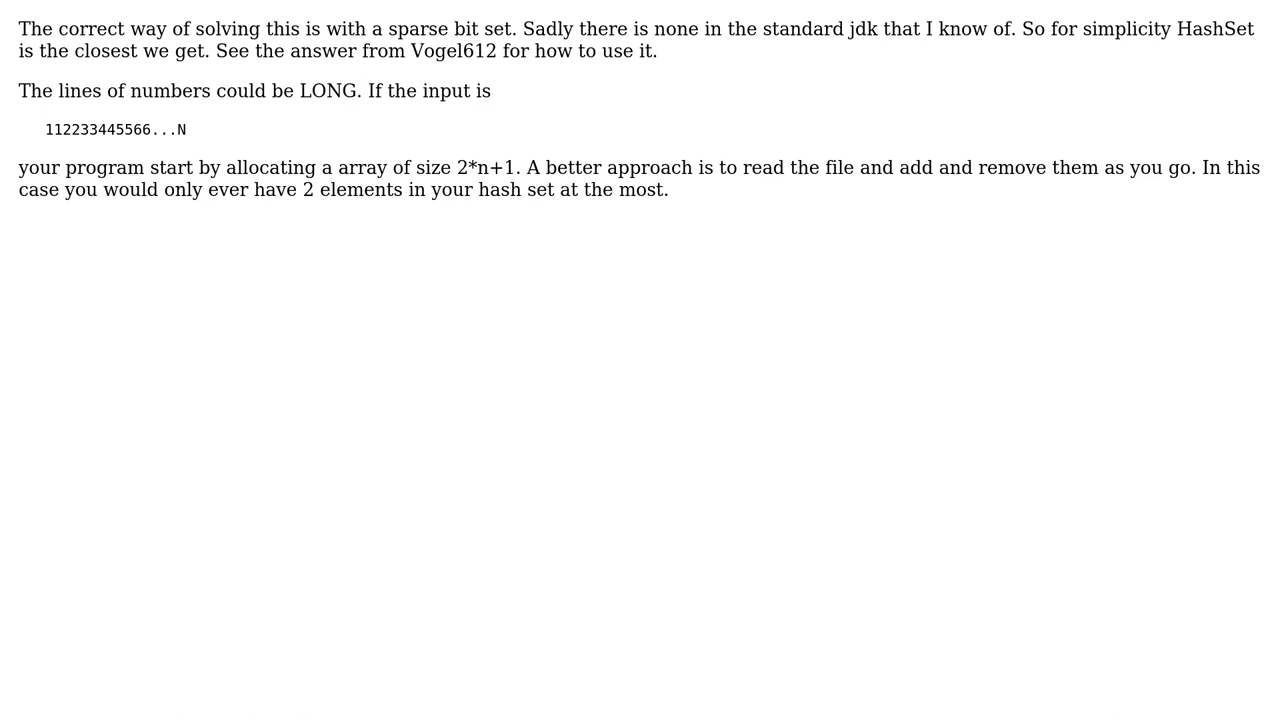 The correct way of solving this is with a sparse bit set. Sadly there is none in the standard jdk that I know of. So for simplicity HashSet
is the closest we get. See the answer from Vogel612 for how to use it.
The lines of numbers could be LONG. If the input is
112233445566...N
your program start by allocating a array of size 2*n+1. A better approach is to read the file and add and remove them as you go. In this
case you would only ever have 2 elements in your hash set at the most.